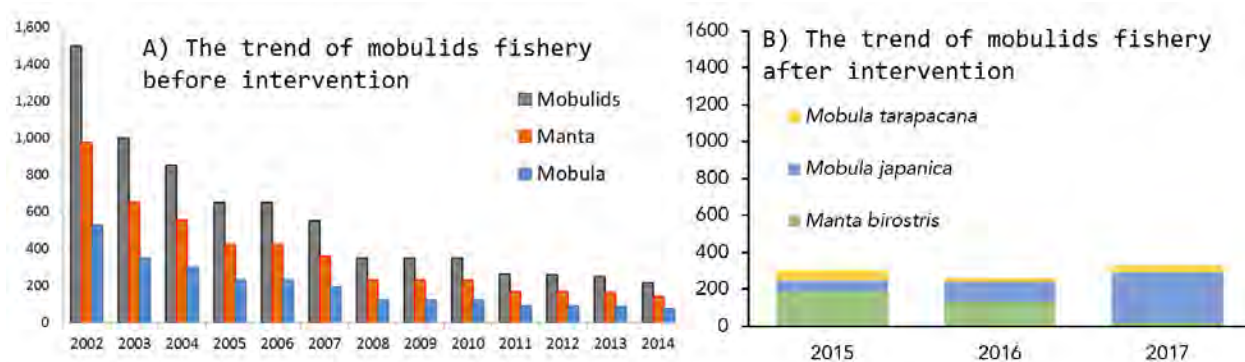 A) The trend of mobulids fishery
before intervention
1,600
1,400
1,200
1,000
800
600
400
200
0
Mobulids
Manta
Mobula
2002 2003 2004 2005 2006 2007 2008 2009 2010 2011 2012 2013 2014
B) The trend of mobulids fishery
after intervention
1600
1400
1200
1000
800
600
400
200
0
Mobula tarapacana
Mobula japanica
Manta birostris
2015 2016 2017